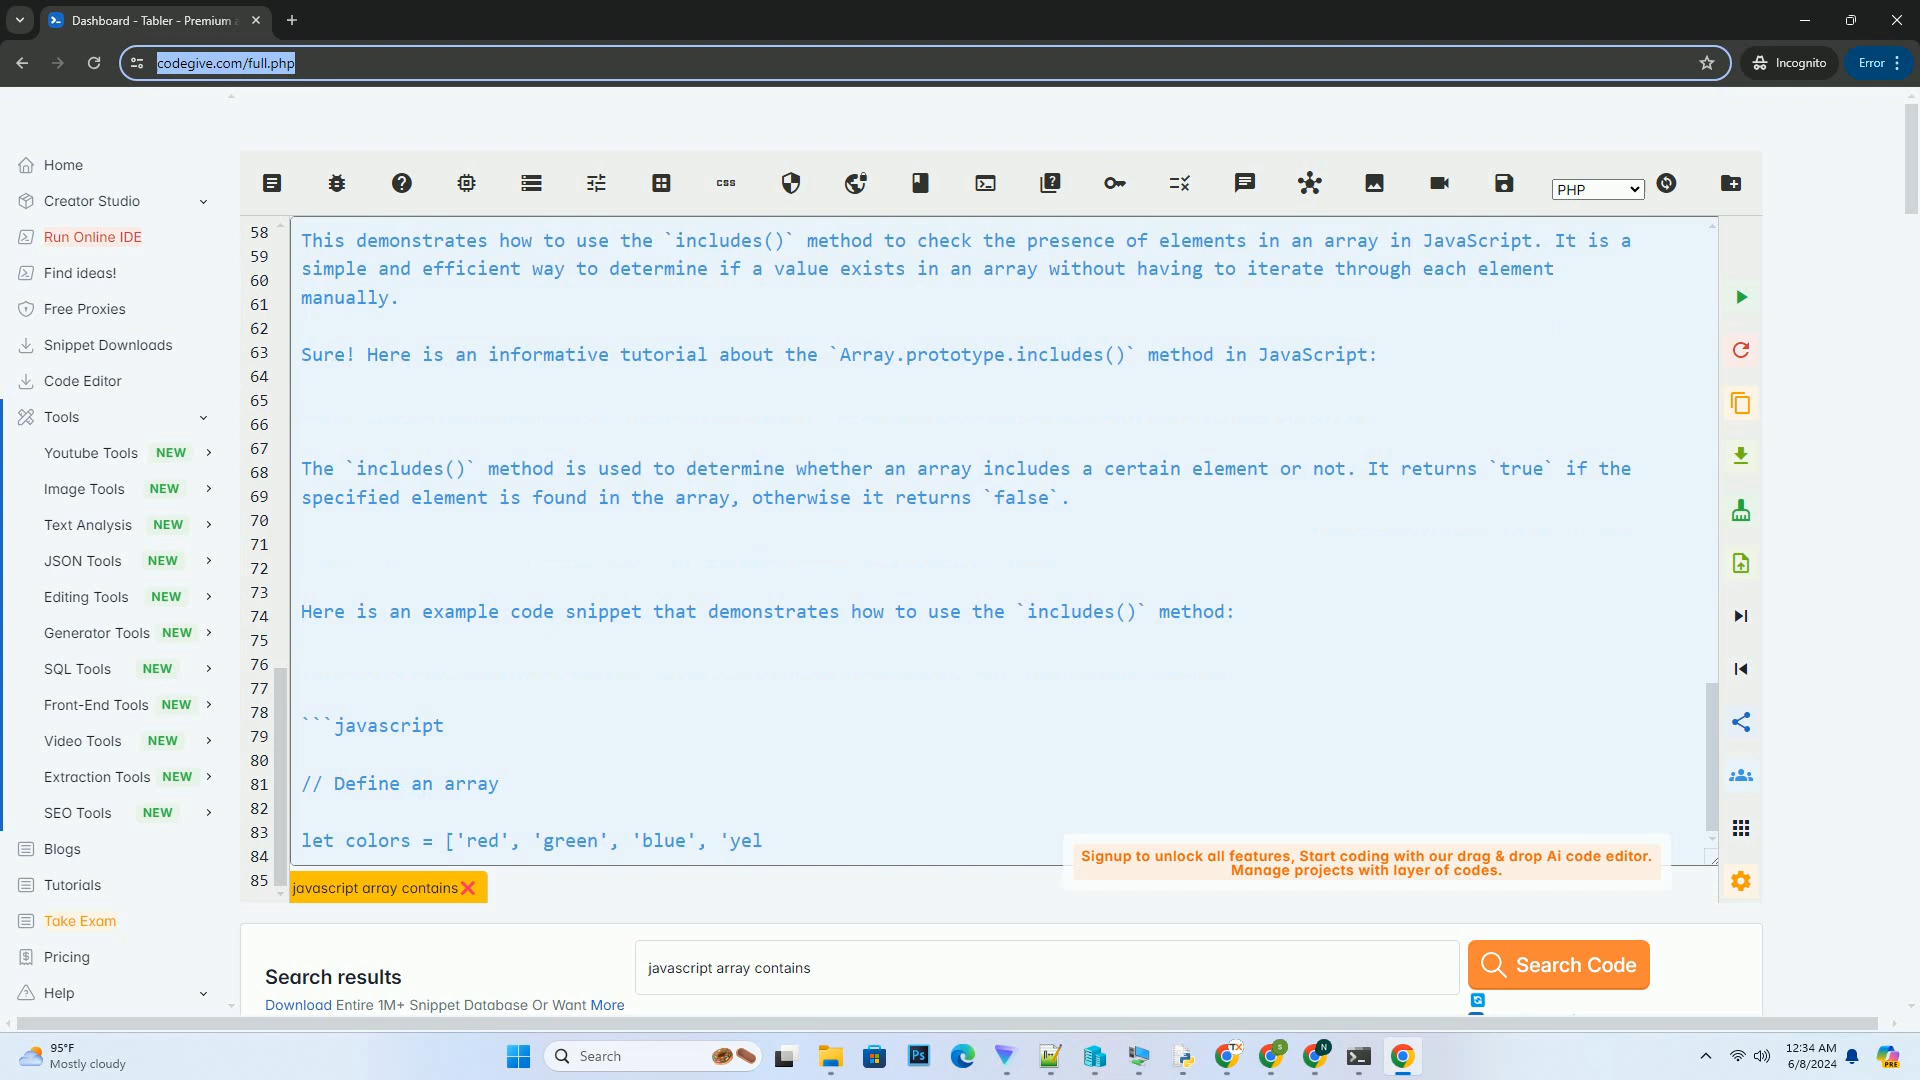 Dashboard - Tabler - Premium
codegive.com/full.php
Incognito
Error
Home
Creator Studio
Run Online IDE
Find ideas!
Free Proxies
Snippet Downloads
Code Editor
Tools
Youtube Tools NEW
Image Tools NEW
Text Analysis NEW
JSON Tools NEW
Editing Tools NEW
Generator Tools NEW
SQL Tools NEW
Front-End Tools NEW
Video Tools NEW
Extraction Tools NEW
SEO Tools NEW
Blogs
Tutorials
Take Exam
Pricing
Help
css
PHP
58
59
60
61
62
63
64
65
66
67
68
69
70
71
72
73
74
75
76
77
78
79
80
81
82
83
84
85
This demonstrates how to use the `includes()` method to check the presence of elements in an array in JavaScript. It is a
simple and efficient way to determine if a value exists in an array without having to iterate through each element
manually.
Sure! Here is an informative tutorial about the `Array.prototype.includes()` method in JavaScript:
The `includes()` method is used to determine whether an array includes a certain element or not. It returns `true` if the
specified element is found in the array, otherwise it returns `false`.
Here is an example code snippet that demonstrates how to use the `includes()` method:
```javascript
// Define an array
let colors = ['red', 'green', 'blue', 'yel
Signup to unlock all features, Start coding with our drag & drop Ai code editor.
Manage projects with layer of codes.
javascript array contains
Search results
Download Entire 1M+ Snippet Database Or Want More
javascript array contains
Search Code
95°F
Mostly cloudy
Search
Ps
TX
S
N
12:34 AM
6/8/2024
PRE